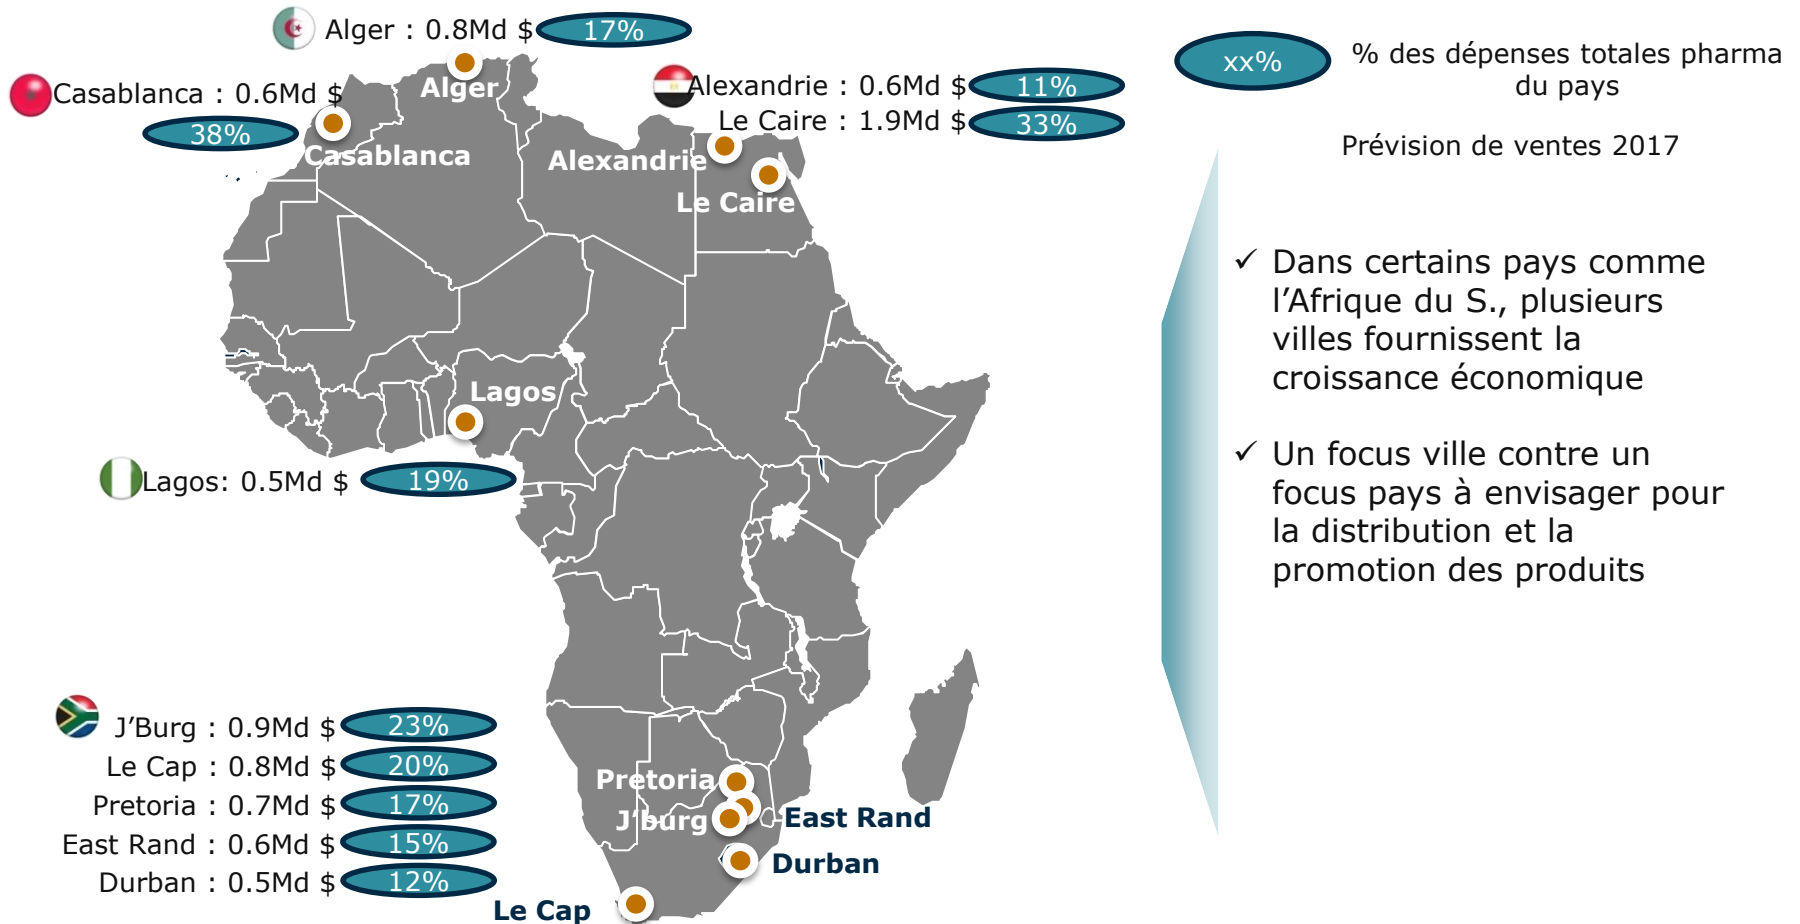 Alger : 0.8Md $ 17%
Casablanca : 0.6Md $
38%
Alexandrie : 0.6Md $ 11%
Le Caire : 1.9Md $ 33%
xx% % des dépenses totales pharma
du pays
Prévision de ventes 2017
Alger
Casablanca
Alexandrie
Le Caire
Lagos
Lagos: 0.5Md $ 19%
J’Burg : 0.9Md $ 23%
Le Cap : 0.8Md $ 20%
Pretoria : 0.7Md $ 17%
East Rand : 0.6Md $ 15%
Durban : 0.5Md $ 12%
Pretoria
J’burg
East Rand
Durban
Le Cap
✓ Dans certains pays comme
l’Afrique du S., plusieurs
villes fournissent la
croissance économique
✓ Un focus ville contre un
focus pays à envisager pour
la distribution et la
promotion des produits